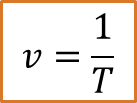 v = 1/T